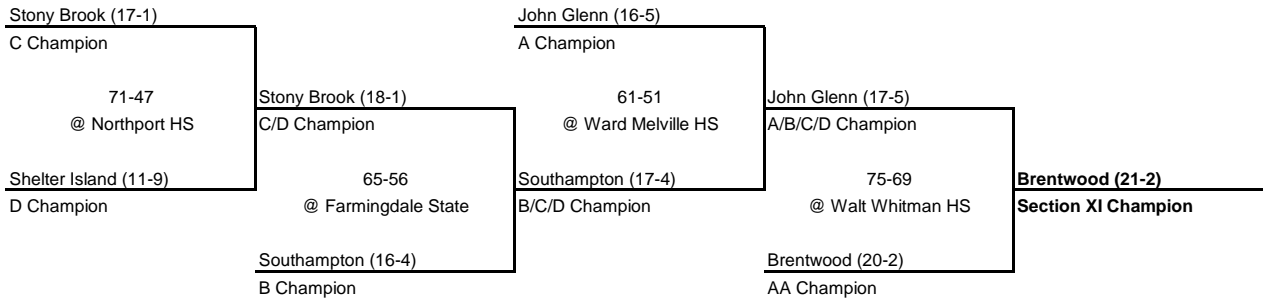 Stony Brook (17-1)
John Glenn (16-5)
C Champion
A Champion
71-47
Stony Brook (18-1)
61-51
John Glenn (17-5)
@ Northport HS
C/D Champion
@ Ward Melville HS
A/B/C/D Champion
Shelter Island (11-9)
65-56
Southampton (17-4)
75-69
Brentwood (21-2)
D Champion
@ Farmingdale State
B/C/D Champion
@ Walt Whitman HS
Section XI Champion
Southampton (16-4)
Brentwood (20-2)
B Champion
AA Champion